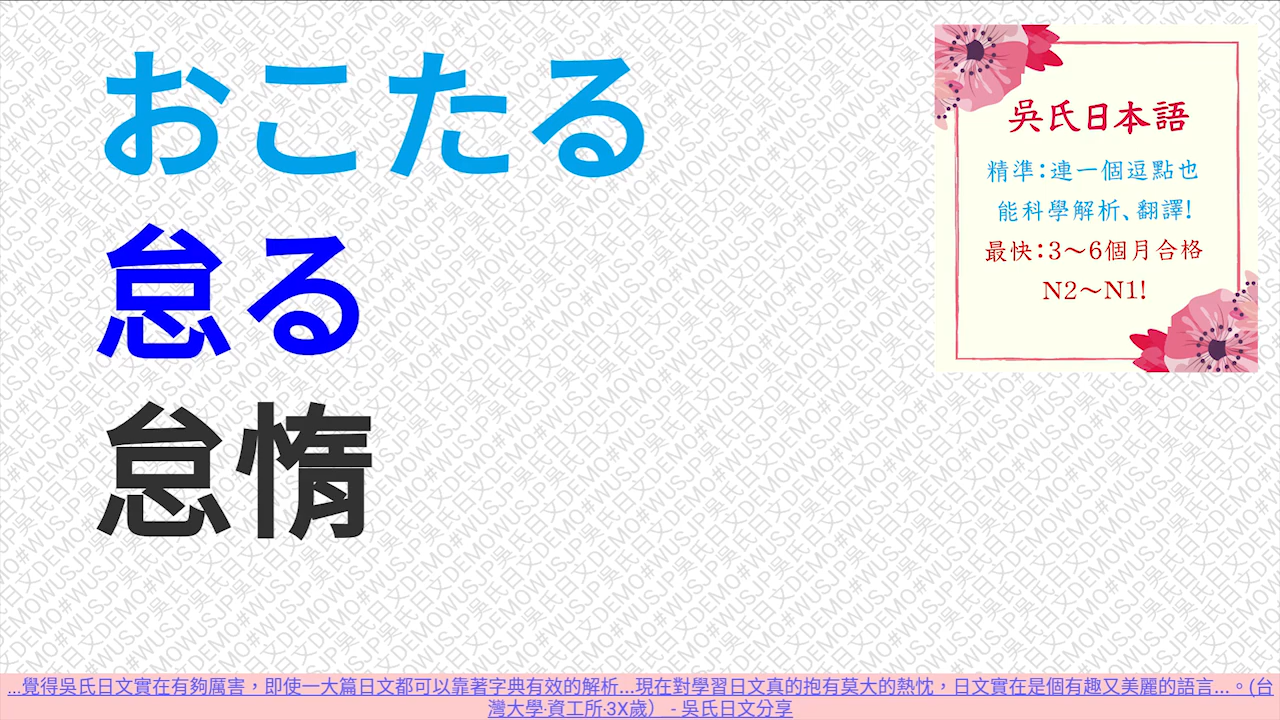 おこたる
怠る
怠惰
吳氏日本語
精準:連一個逗點也
能科學解析、翻譯!
最快:3～6個月合格
N2～N1!
...覺得吳氏日文實在有夠厲害，即使一大篇日文都可以靠著字典有效的解析...現在對學習日文真的抱有莫大的熱忱，日文實在是個有趣又美麗的語言...。(台
灣大學‧資工所‧3X歲） - 吳氏日文分享